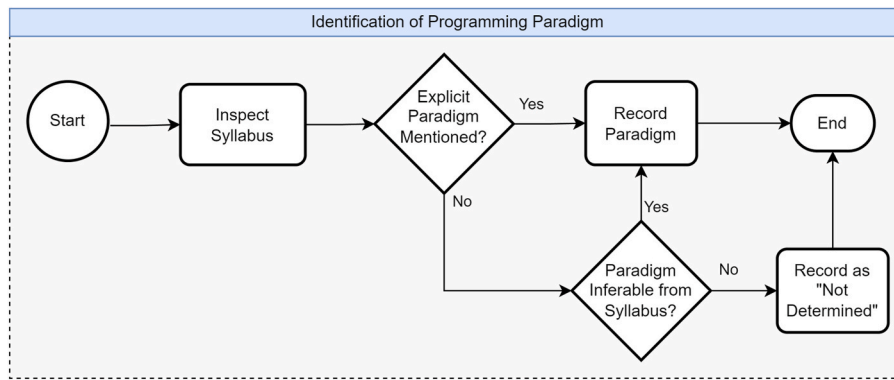 Identification of Programming Paradigm
Start
Inspect
Syllabus
Explicit
Paradigm
Mentioned?
Yes
Record
Paradigm
End
No
Yes
Paradigm
Inferable from
Syllabus?
No
Record as
"Not
Determined"